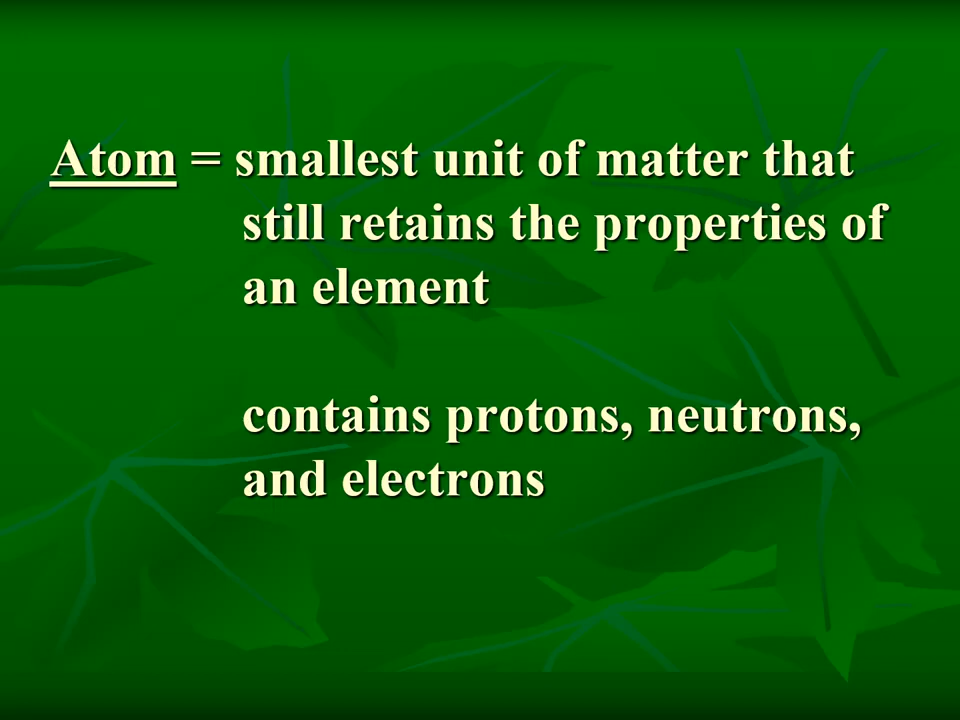 Atom = smallest unit of matter that
still retains the properties of
an element
contains protons, neutrons,
and electrons